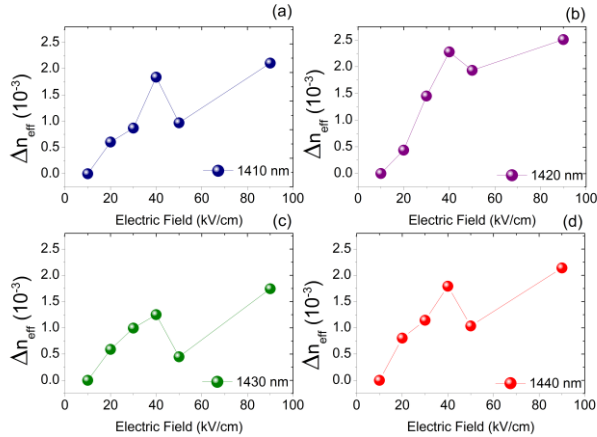 (a)
Δn_eff (10^-3)
2.5
2.0
1.5
1.0
0.5
0.0
1410 nm
0 20 40 60 80 100
Electric Field (kV/cm)
(b)
Δn_eff (10^-3)
2.5
2.0
1.5
1.0
0.5
0.0
1420 nm
0 20 40 60 80 100
Electric Field (kV/cm)
(c)
Δn_eff (10^-3)
2.5
2.0
1.5
1.0
0.5
0.0
1430 nm
0 20 40 60 80 100
Electric Field (kV/cm)
(d)
Δn_eff (10^-3)
2.5
2.0
1.5
1.0
0.5
0.0
1440 nm
0 20 40 60 80 100
Electric Field (kV/cm)